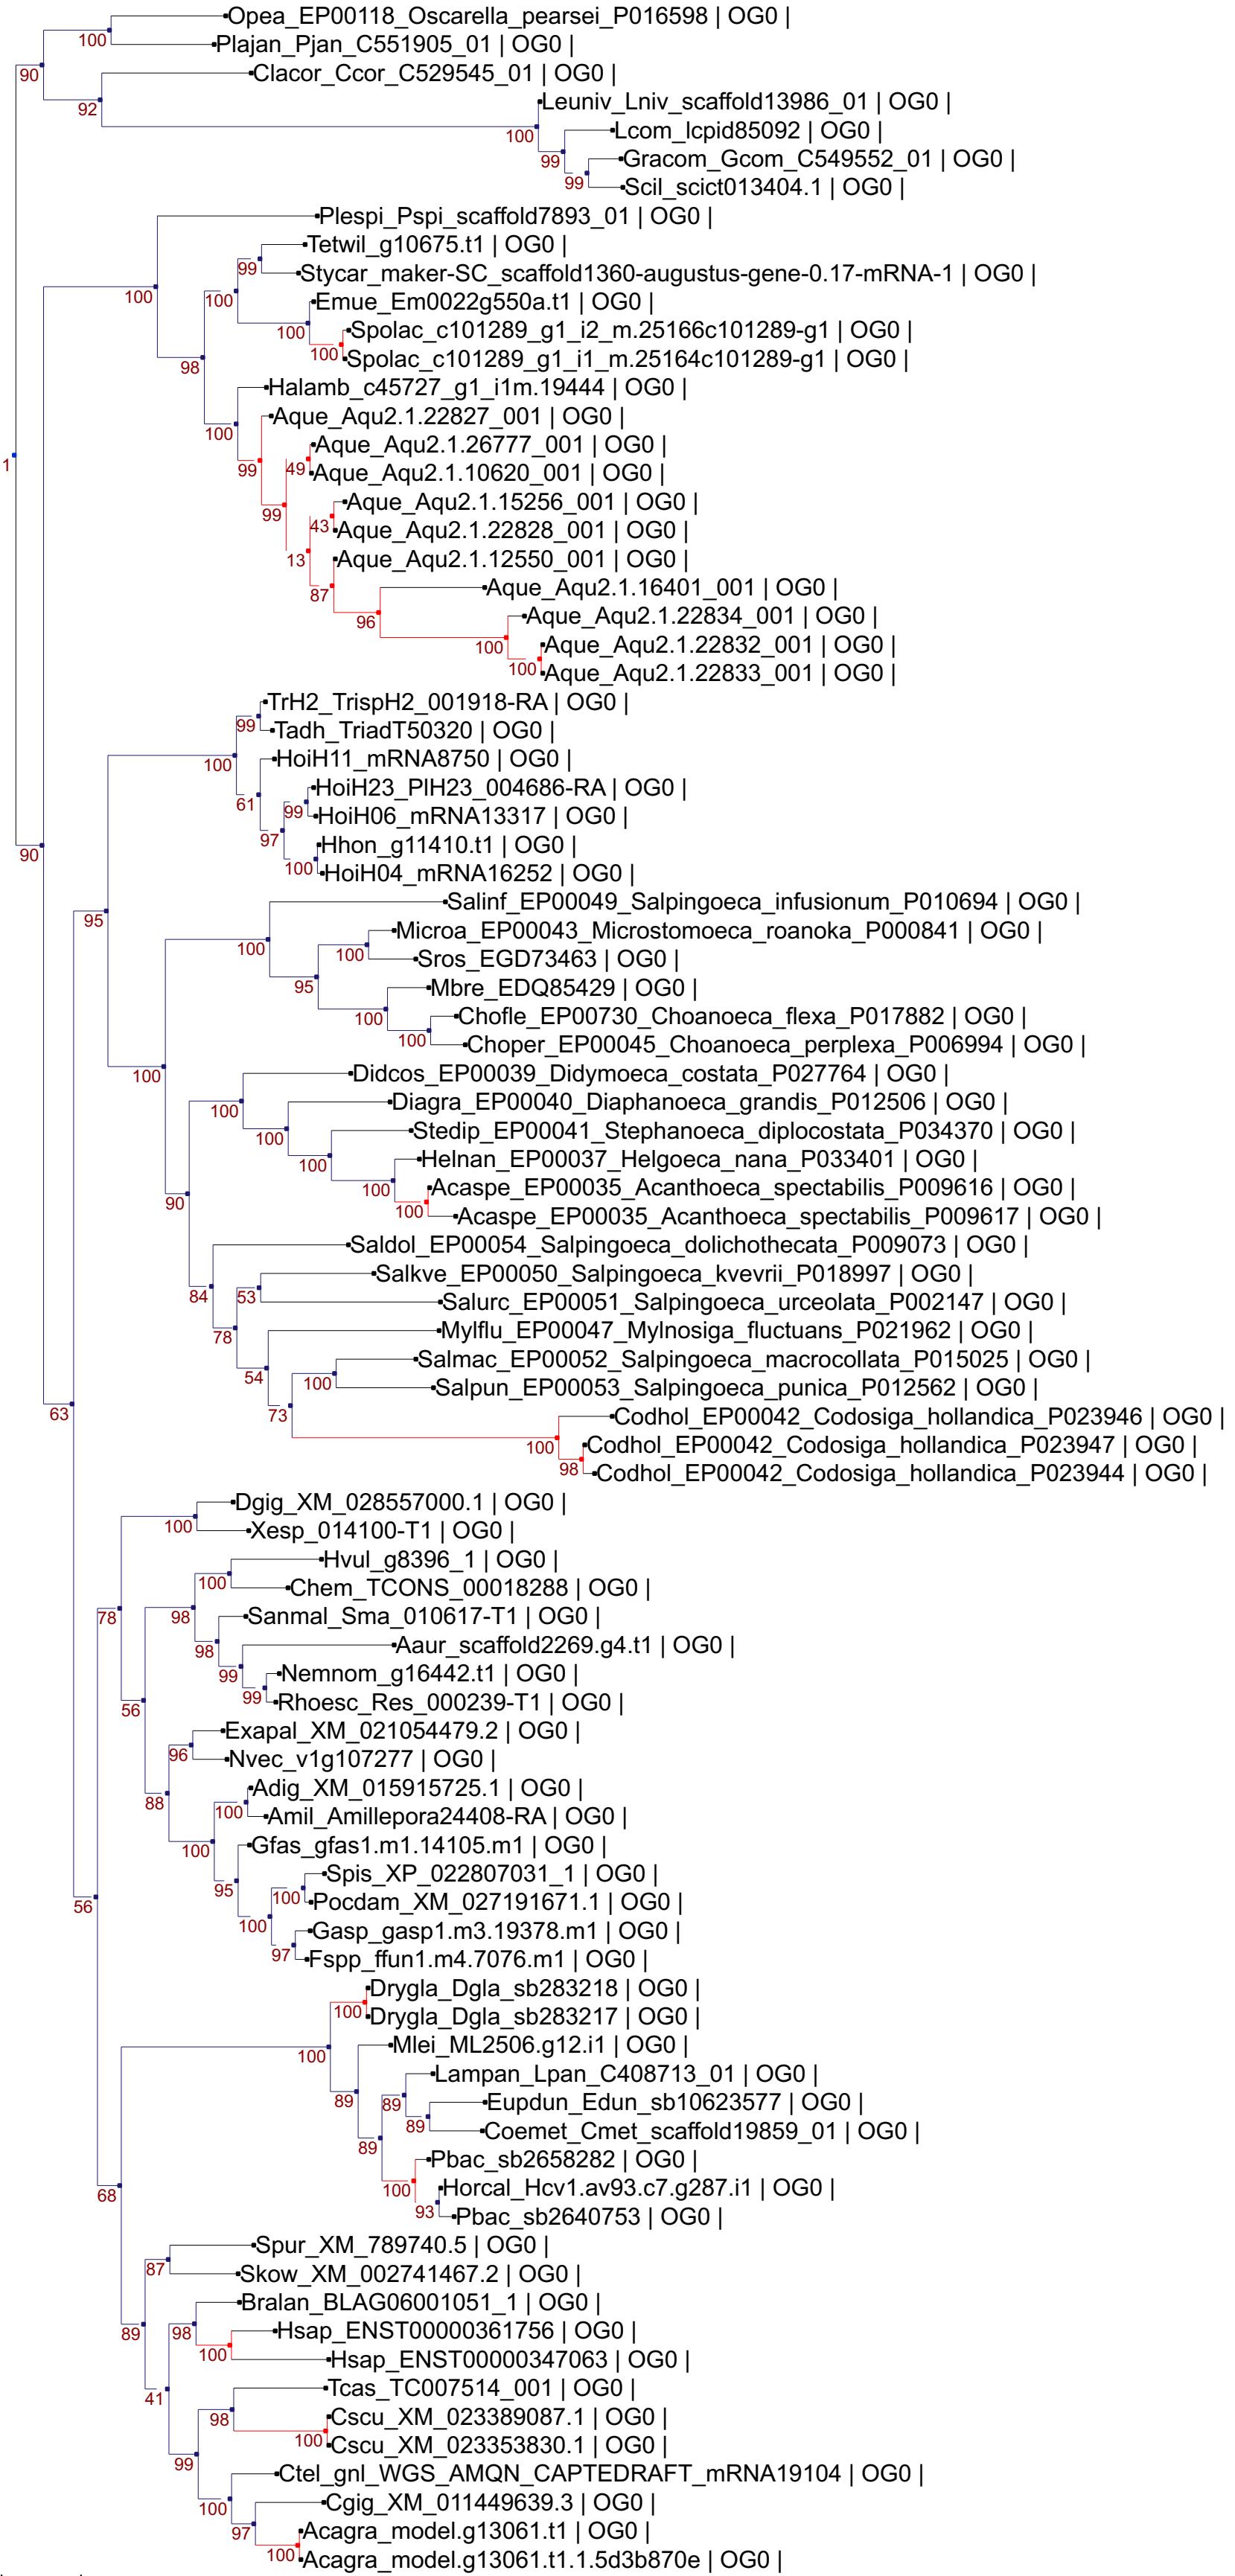 Opea_EP00118_Oscarella_pearsei_P016598 | OG0 |
100
Plajan_Pjan_C551905_01 | OG0 |
90
Clacor_Ccor_C529545_01 | OG0 |
92
Leuniv_Lniv_scaffold13986_01 | OG0 |
100
Lcom_lcpid85092 | OG0 |
99
Gracom_Gcom_C549552_01 | OG0 |
99
Scil_scict013404.1 | OG0 |
Plespi_Pspi_scaffold7893_01 | OG0 |
Tetwil_g10675.t1 | OG0 |
99
Stycar_maker-SC_scaffold1360-augustus-gene-0.17-mRNA-1 | OG0 |
100
100
Emue_Em0022g550a.t1 | OG0 |
100
Spolac_c101289_g1_i2_m.25166c101289-g1 | OG0 |
100
Spolac_c101289_g1_i1_m.25164c101289-g1 | OG0 |
98
Halamb_c45727_g1_i1m.19444 | OG0 |
Aque_Aqu2.1.22827_001 | OG0 |
100
Aque_Aqu2.1.26777_001 | OG0 |
1
99
49
Aque_Aqu2.1.10620_001 | OG0 |
Aque_Aqu2.1.15256_001 | OG0 |
99
43
Aque_Aqu2.1.22828_001 | OG0 |
13
Aque_Aqu2.1.12550_001 | OG0 |
87
Aque_Aqu2.1.16401_001 | OG0 |
96
Aque_Aqu2.1.22834_001 | OG0 |
100
Aque_Aqu2.1.22832_001 | OG0 |
100
Aque_Aqu2.1.22833_001 | OG0 |
TrH2_TrispH2_001918-RA | OG0 |
99
Tadh_TriadT50320 | OG0 |
100
HoiH11_mRNA8750 | OG0 |
HoiH23_PlH23_004686-RA | OG0 |
61
99
HoiH06_mRNA13317 | OG0 |
97
Hhon_g11410.t1 | OG0 |
90
100
HoiH04_mRNA16252 | OG0 |
Salinf_EP00049_Salpingoeca_infusionum_P010694 | OG0 |
95
Microa_EP00043_Microstomoeca_roanoka_P000841 | OG0 |
100
100
Sros_EGD73463 | OG0 |
95
Mbre_EDQ85429 | OG0 |
100
Chofle_EP00730_Choanoeca_flexa_P017882 | OG0 |
100
Choper_EP00045_Choanoeca_perplexa_P006994 | OG0 |
100
Didcos_EP00039_Didymoeca_costata_P027764 | OG0 |
100
Diagra_EP00040_Diaphanoeca_grandis_P012506 | OG0 |
100
Stedip_EP00041_Stephanoeca_diplocostata_P034370 | OG0 |
100
Helnan_EP00037_Helgoeca_nana_P033401 | OG0 |
100
Acaspe_EP00035_Acanthoeca_spectabilis_P009616 | OG0 |
90
100
Acaspe_EP00035_Acanthoeca_spectabilis_P009617 | OG0 |
Saldol_EP00054_Salpingoeca_dolichothecata_P009073 | OG0 |
Salkve_EP00050_Salpingoeca_kvevrii_P018997 | OG0 |
84
53
Salurc_EP00051_Salpingoeca_urceolata_P002147 | OG0 |
78
Mylflu_EP00047_Mylnosiga_fluctuans_P021962 | OG0 |
Salmac_EP00052_Salpingoeca_macrocollata_P015025 | OG0 |
54
100
Salpun_EP00053_Salpingoeca_punica_P012562 | OG0 |
63
73
Codhol_EP00042_Codosiga_hollandica_P023946 | OG0 |
100
Codhol_EP00042_Codosiga_hollandica_P023947 | OG0 |
98
Codhol_EP00042_Codosiga_hollandica_P023944 | OG0 |
Dgig_XM_028557000.1 | OG0 |
100
Xesp_014100-T1 | OG0 |
Hvul_g8396_1 | OG0 |
100
Chem_TCONS_00018288 | OG0 |
78
98
Sanmal_Sma_010617-T1 | OG0 |
98
Aaur_scaffold2269.g4.t1 | OG0 |
99
Nemnom_g16442.t1 | OG0 |
99
Rhoesc_Res_000239-T1 | OG0 |
56
Exapal_XM_021054479.2 | OG0 |
96
Nvec_v1g107277 | OG0 |
Adig_XM_015915725.1 | OG0 |
88
100
Amil_Amillepora24408-RA | OG0 |
100
Gfas_gfas1.m1.14105.m1 | OG0 |
Spis_XP_022807031_1 | OG0 |
95
100
Pocdam_XM_027191671.1 | OG0 |
56
100
Gasp_gasp1.m3.19378.m1 | OG0 |
97
Fspp_ffun1.m4.7076.m1 | OG0 |
Drygla_Dgla_sb283218 | OG0 |
100
Drygla_Dgla_sb283217 | OG0 |
100
Mlei_ML2506.g12.i1 | OG0 |
Lampan_Lpan_C408713_01 | OG0 |
89
89
Eupdun_Edun_sb10623577 | OG0 |
89
Coemet_Cmet_scaffold19859_01 | OG0 |
89
Pbac_sb2658282 | OG0 |
68
100
Horcal_Hcv1.av93.c7.g287.i1 | OG0 |
93
Pbac_sb2640753 | OG0 |
Spur_XM_789740.5 | OG0 |
87
Skow_XM_002741467.2 | OG0 |
Bralan_BLAG06001051_1 | OG0 |
89
98
Hsap_ENST00000361756 | OG0 |
100
Hsap_ENST00000347063 | OG0 |
41
Tcas_TC007514_001 | OG0 |
98
Cscu_XM_023389087.1 | OG0 |
100
Cscu_XM_023353830.1 | OG0 |
99
Ctel_gnl_WGS_AMQN_CAPTEDRAFT_mRNA19104 | OG0 |
100
Cgig_XM_011449639.3 | OG0 |
97
Acagra_model.g13061.t1 | OG0 |
100
Acagra_model.g13061.t1.1.5d3b870e | OG0 |